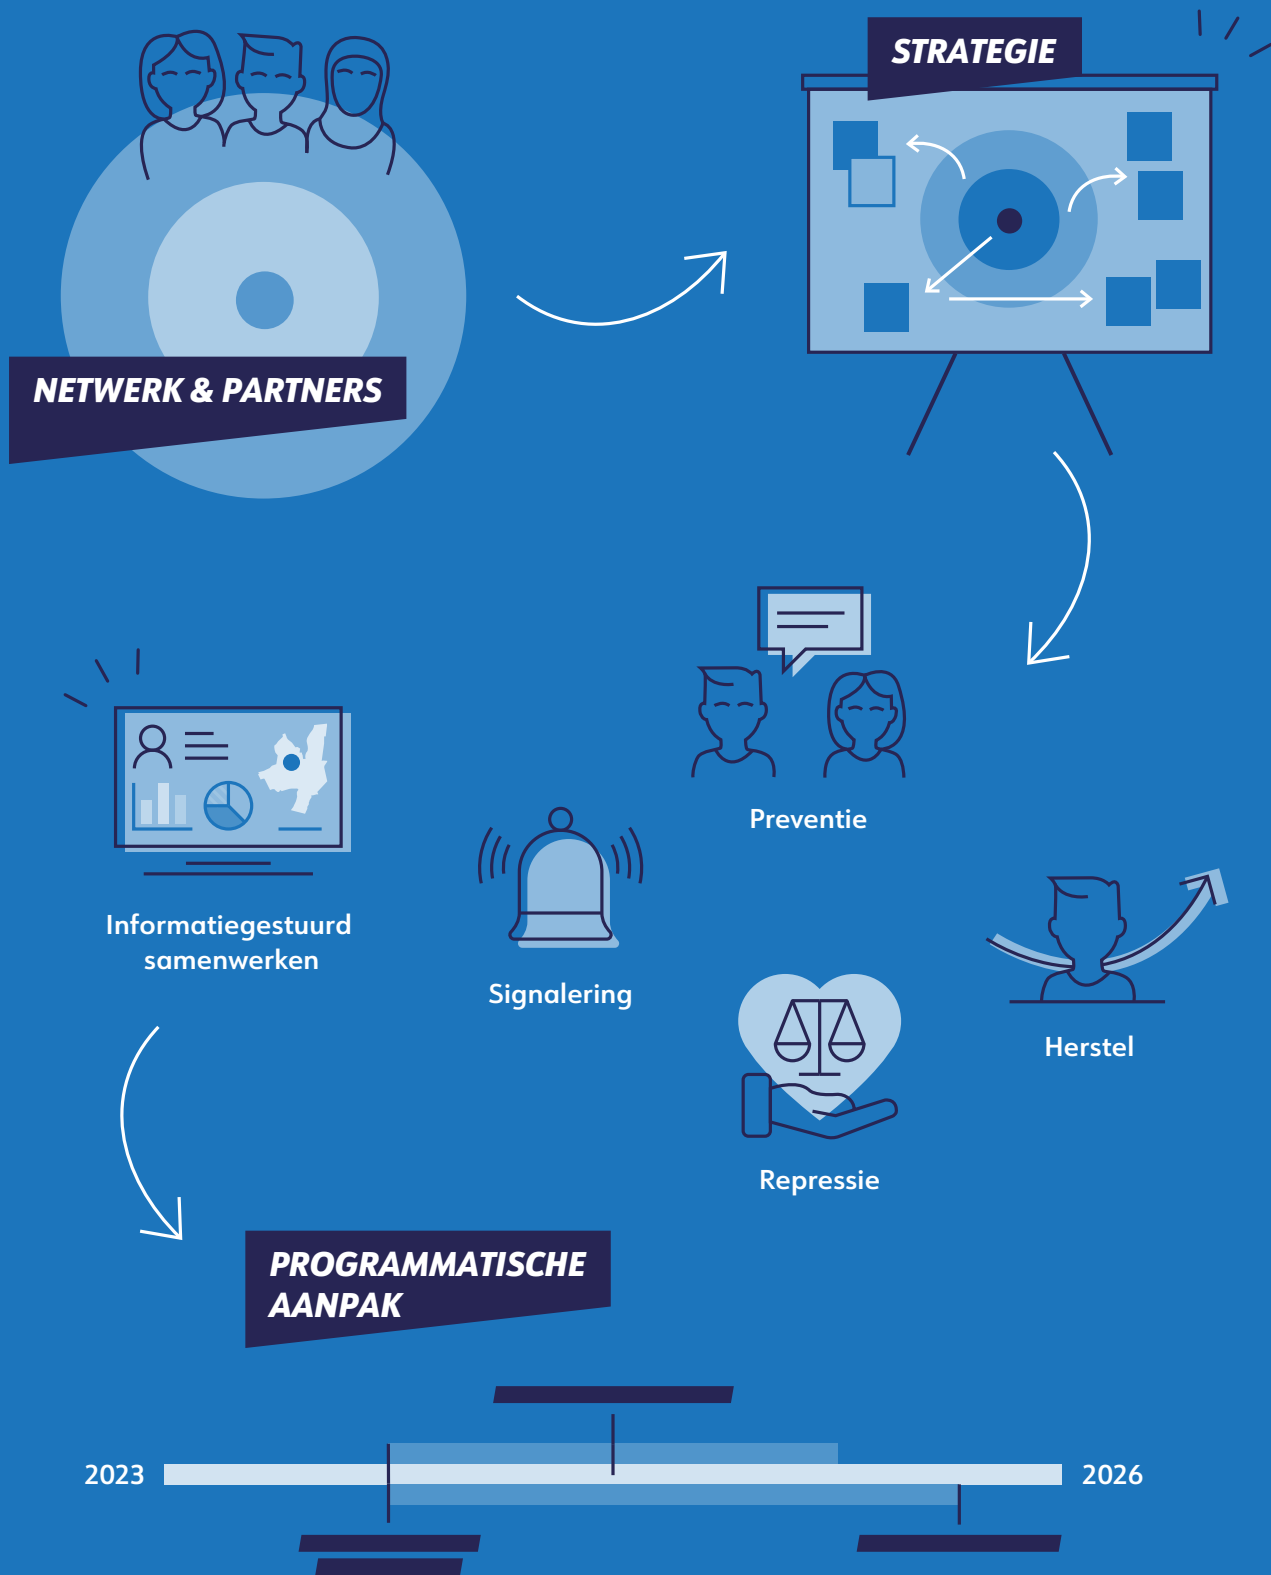 NETWERK & PARTNERS
STRATEGIE
Preventie
Informatiegestuurd
samenwerken
Signalering
Herstel
Repressie
PROGRAMMATISCHE
AANPAK
2023
2026